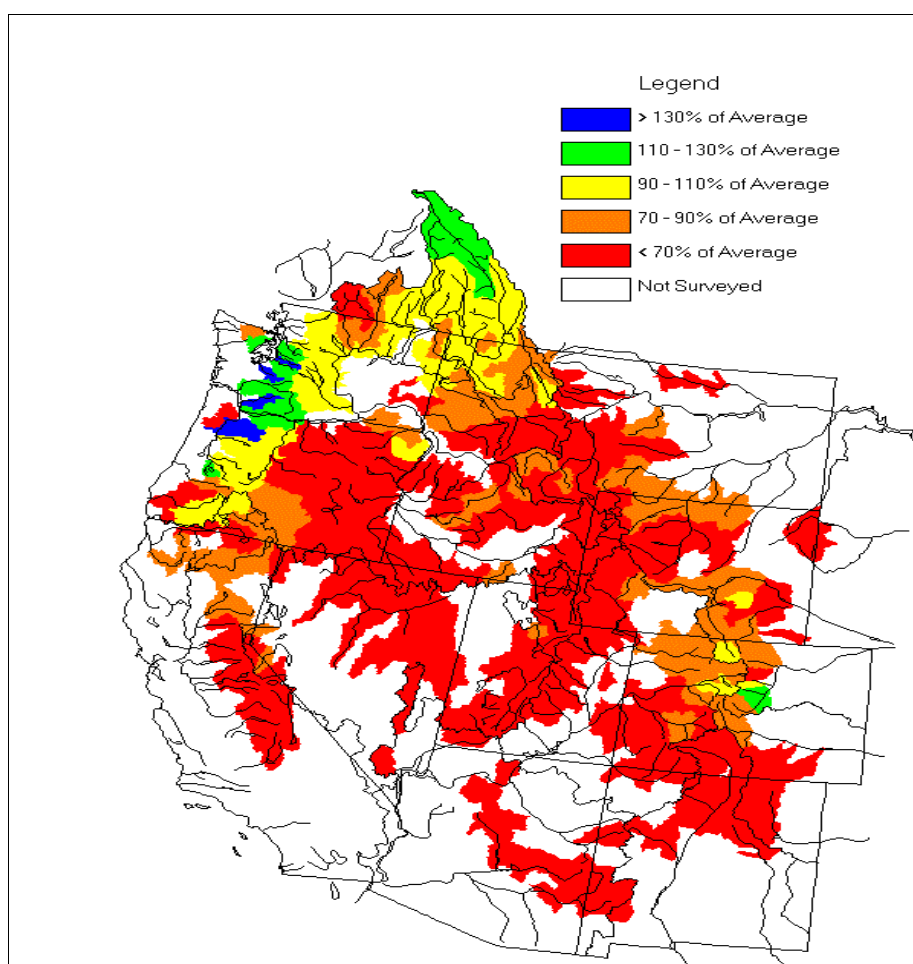 Legend
> 130% of Average
110 - 130% of Average
90 - 110% of Average
70 - 90% of Average
< 70% of Average
Not Surveyed